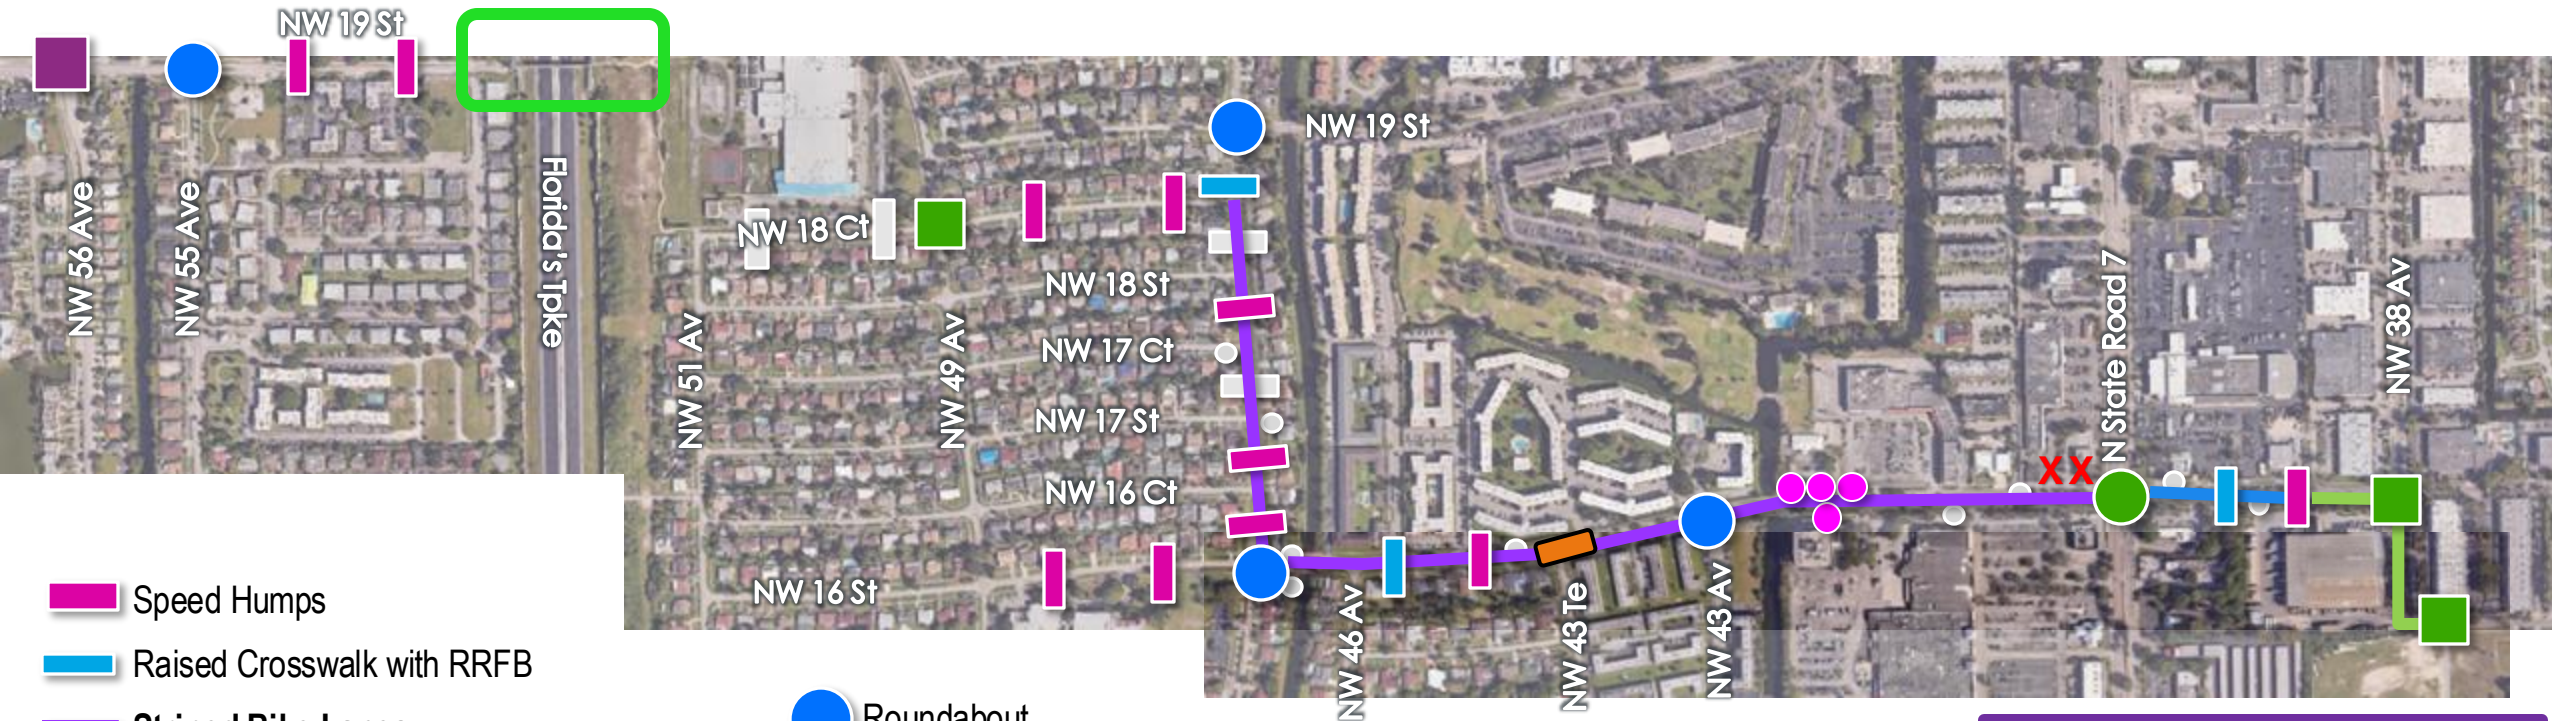 NW 19 St
NW 19 St
NW 56 Ave
NW 55 Ave
Florida's Tpke
NW 18 Ct
NW 18 St
NW 51 Av
NW 49 Av
NW 17 Ct
NW 17 St
NW 16 Ct
NW 16 St
N State Road 7
X X
NW 38 Av
NW 46 Av
NW 43 Te
NW 43 Av
Speed Humps
Raised Crosswalk with RRFB
Striped Bike Lanes
Roundabout